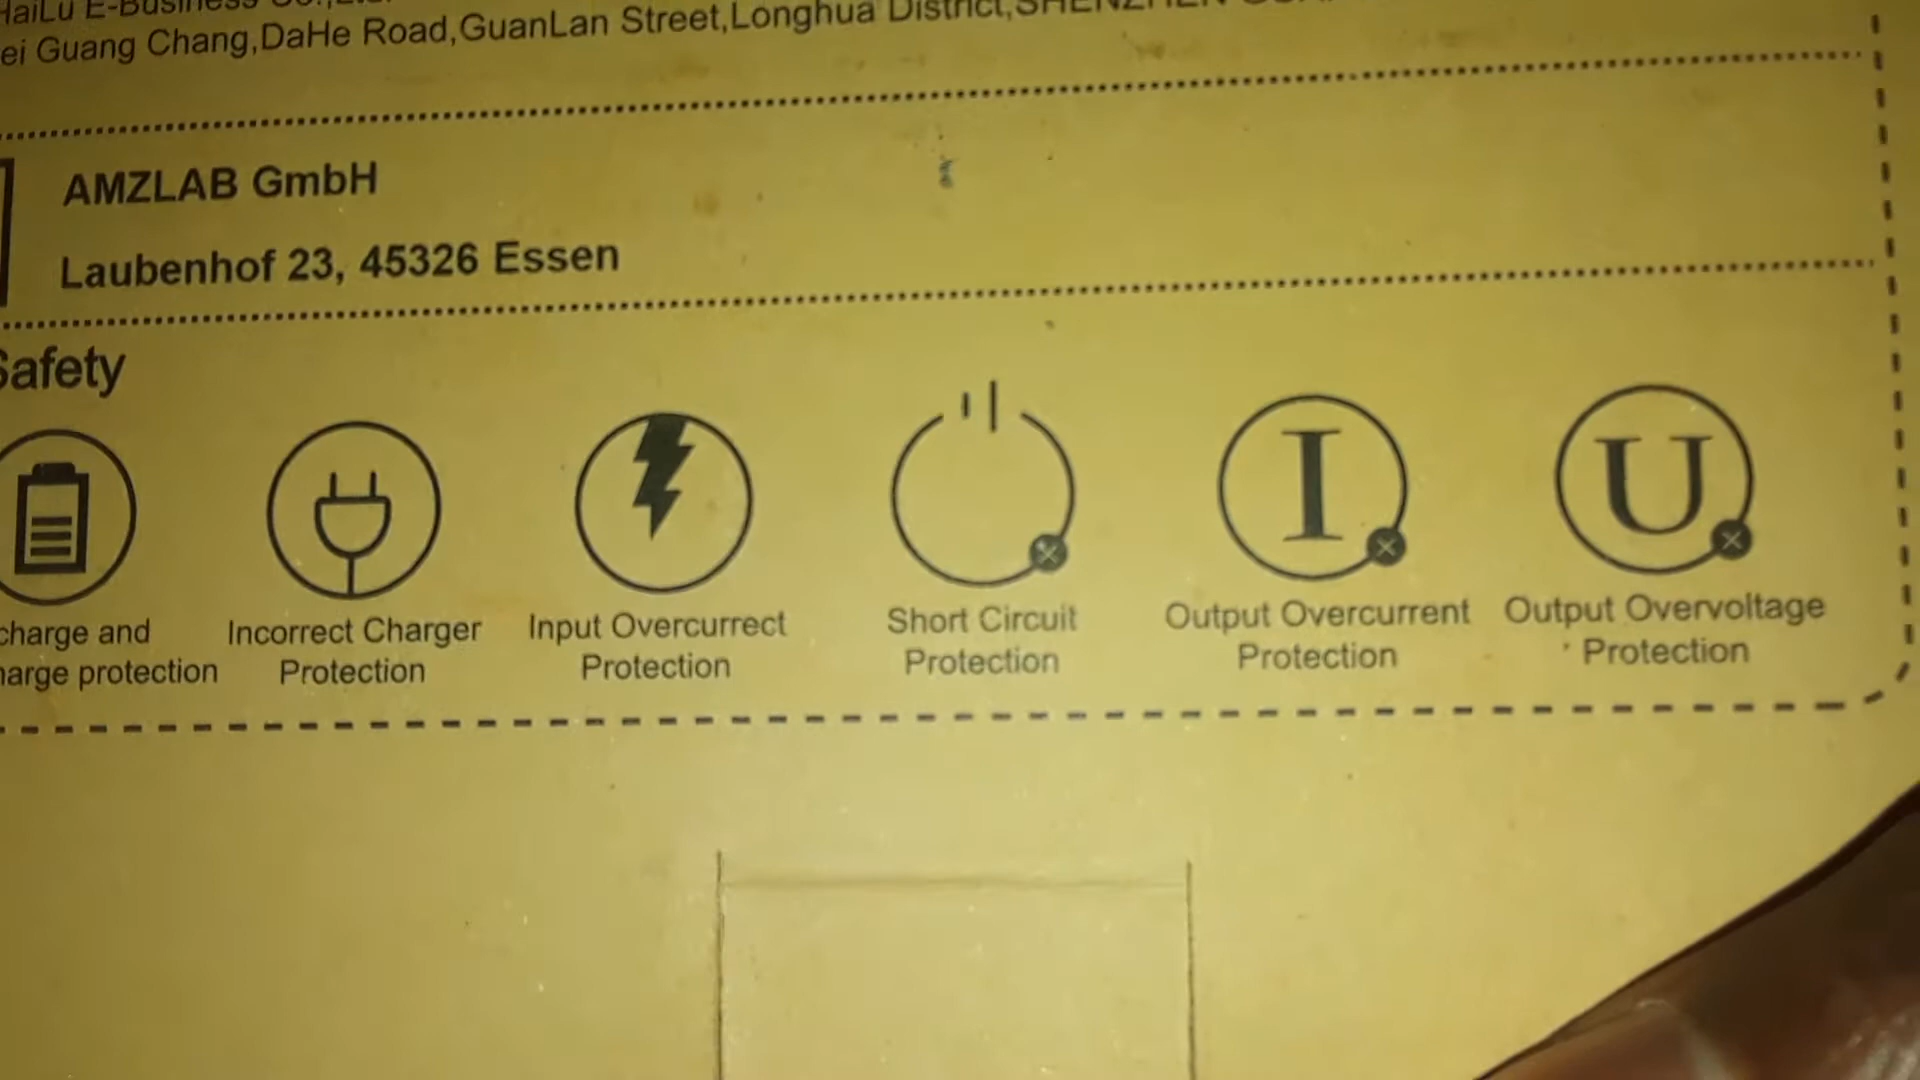 HaiLu E-Business Co.,Ltd.
ei Guang Chang,DaHe Road,GuanLan Street,Longhua District,SHENZHEN
AMZLAB GmbH
Laubenhof 23, 45326 Essen
Safety
charge and
harge protection
Incorrect Charger
Protection
Input Overcurrect
Protection
Short Circuit
Protection
I
Output Overcurrent
Protection
U
Output Overvoltage
Protection